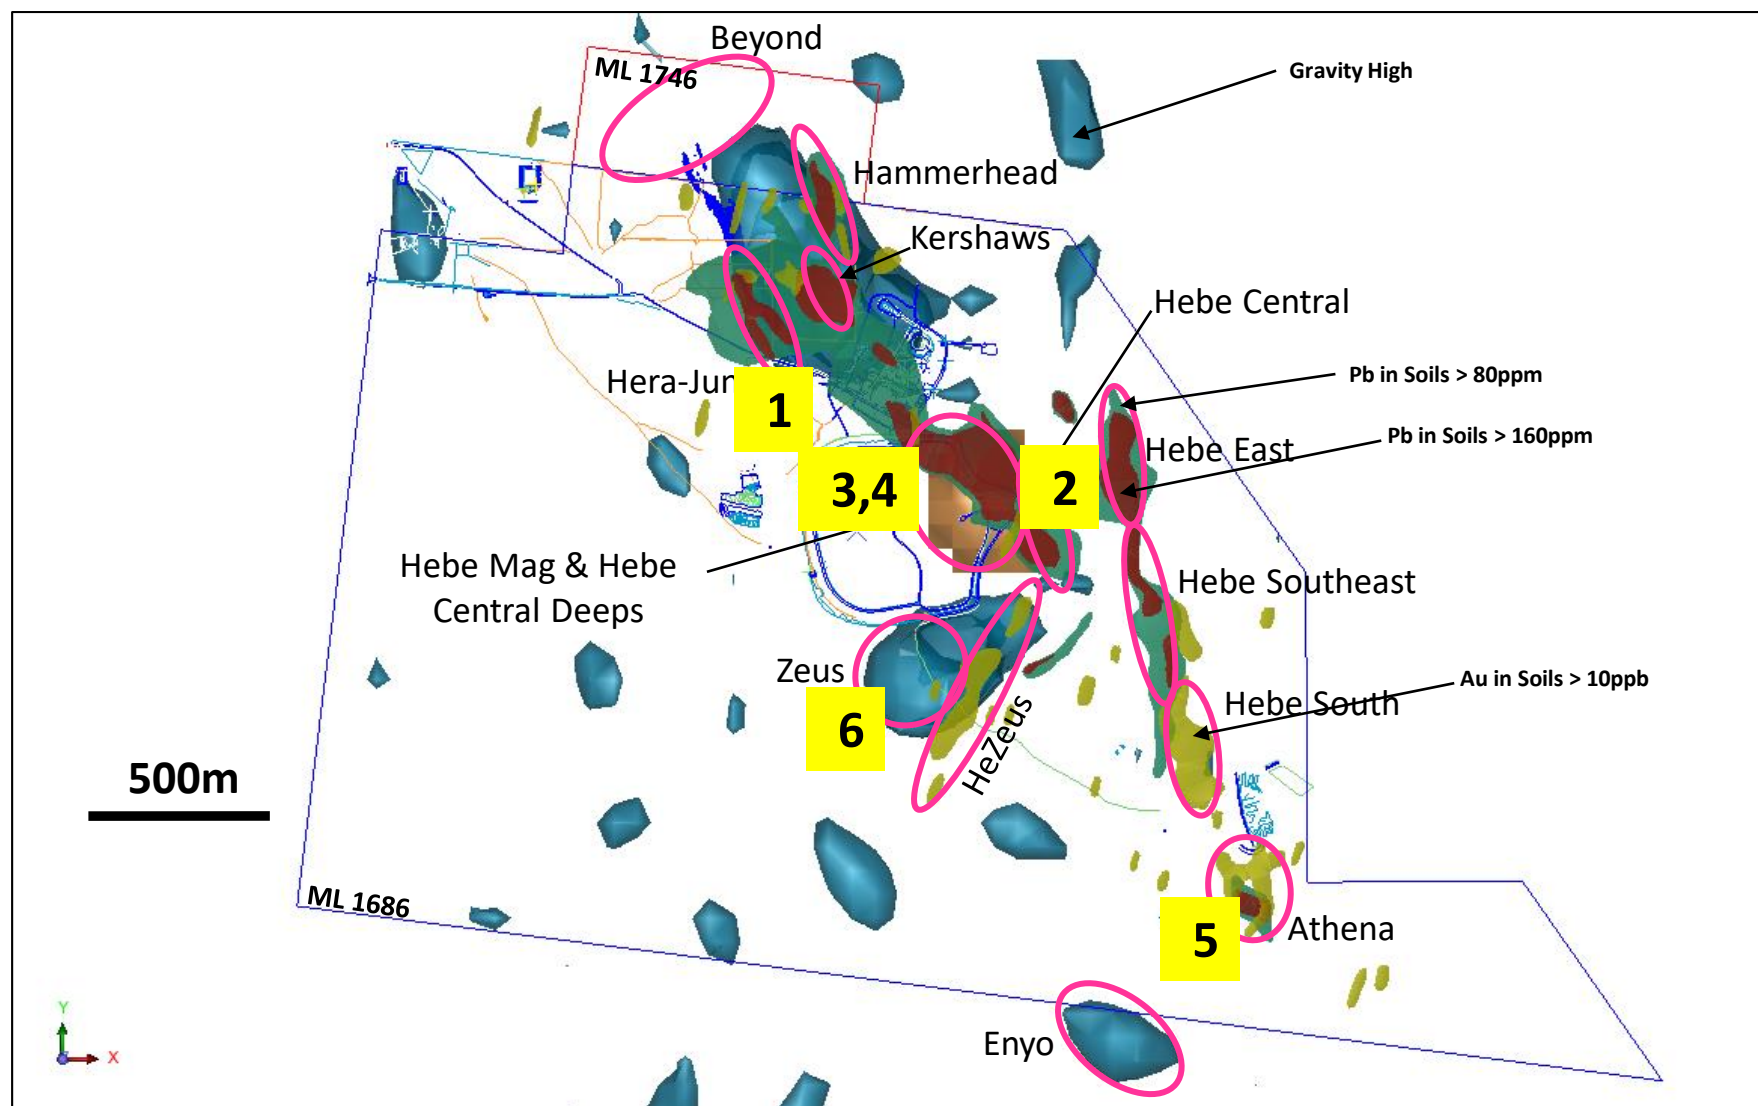 Beyond
ML 1746
Gravity High
Hammerhead
Kershaws
Hebe Central
Hera-Jun
1
Pb in Soils > 80ppm
Pb in Soils > 160ppm
Hebe East
3,4
2
Hebe Mag & Hebe
Central Deeps
Hebe Southeast
Zeus
Au in Soils > 10ppb
Hebe South
6
HeZeus
500m
ML 1686
5
Athena
Enyo
Y
X